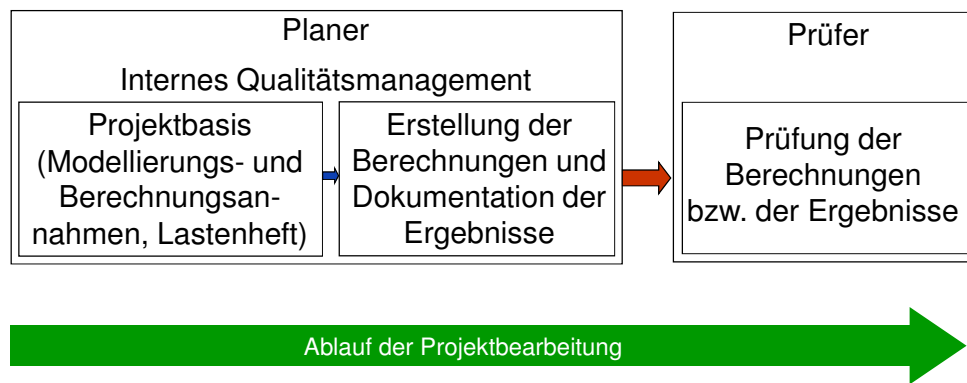 Planer
Internes Qualitätsmanagement
Projektbasis
(Modellierungs- und
Berechnungsan-
nahmen, Lastenheft)
Erstellung der
Berechnungen und
Dokumentation der
Ergebnisse
Prüfer
Prüfung der
Berechnungen
bzw. der Ergebnisse
Ablauf der Projektbearbeitung